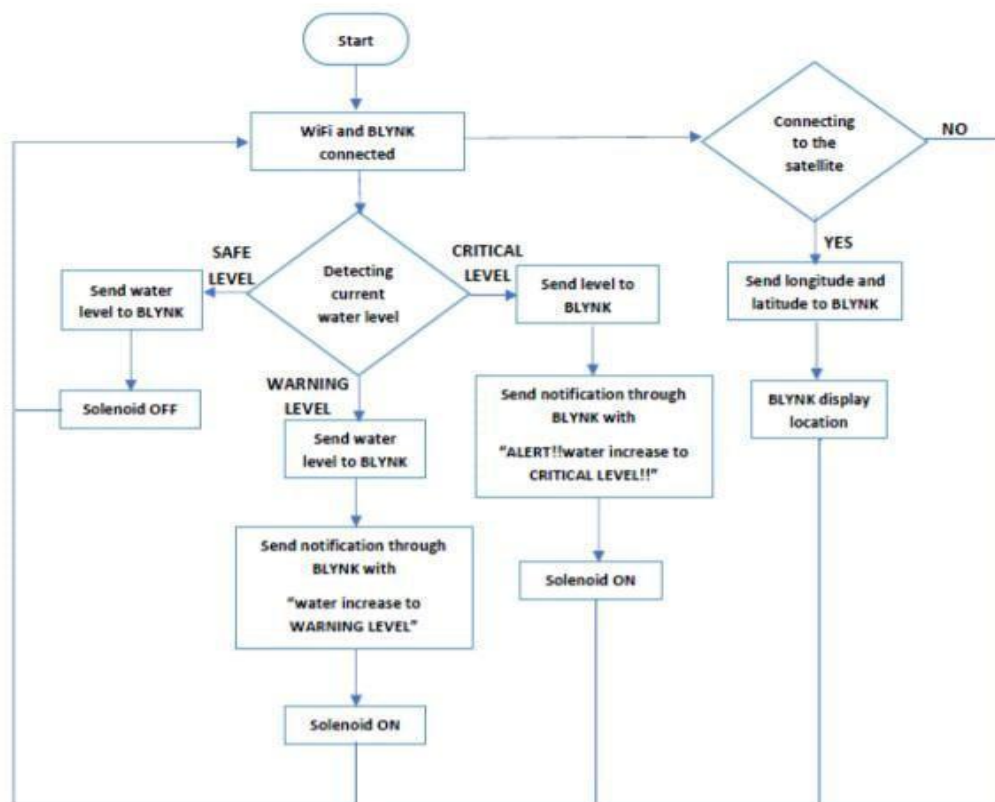 Start
WiFi and BLYNK
connected
Connecting
to the
satellite
NO
YES
SAFE
LEVEL
CRITICAL
LEVEL
Detecting
current
water level
Send water
level to BLYNK
Send level to
BLYNK
Send longitude and
latitude to BLYNK
WARNING
LEVEL
Solenoid OFF
Send notification through
BLYNK with
"ALERT!!water increase to
CRITICAL LEVEL!!"
BLYNK display
location
Send water
level to BLYNK
Send notification through
BLYNK with
"water increase to
WARNING LEVEL"
Solenoid ON
Solenoid ON